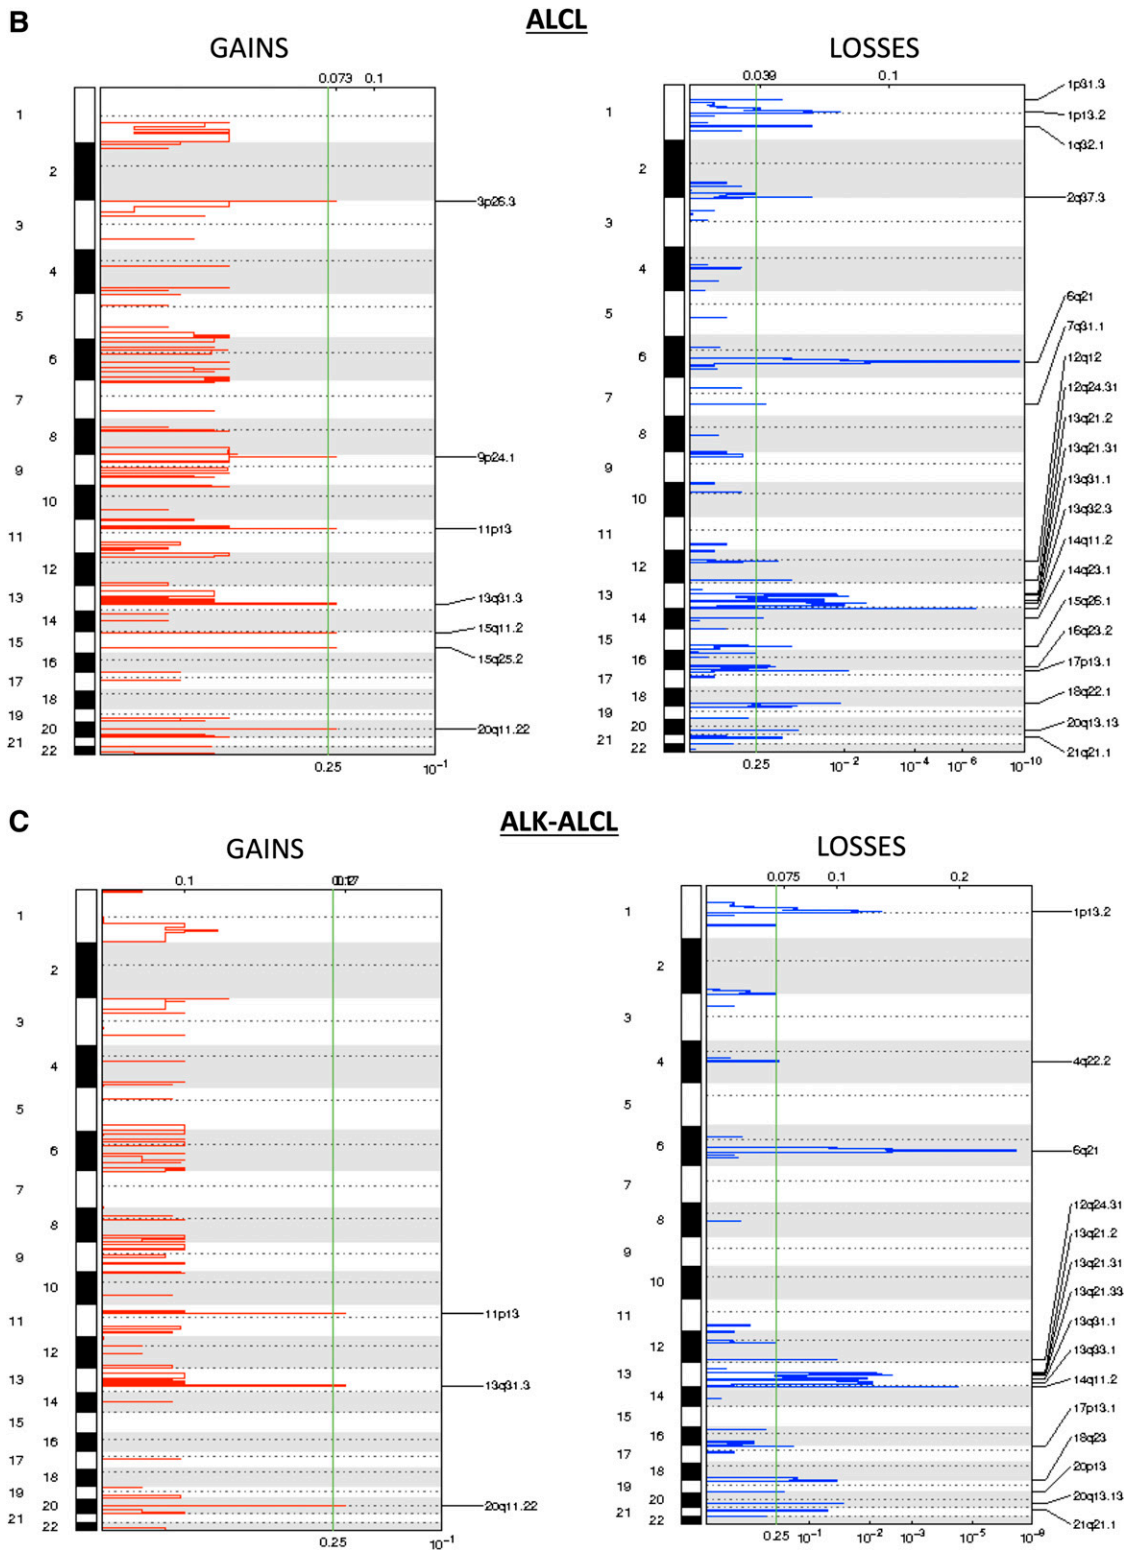 B
ALCL
GAINS
LOSSES
0.073 0.1
0.039 0.1
1
2
3
4
5
6
7
8
9
10
11
12
13
14
15
16
17
18
19
20
21
22
3p26.3
9p24.1
11p13
13q31.3
15q11.2
15q25.2
20q11.22
0.25 10-1
1
2
3
4
5
6
7
8
9
10
11
12
13
14
15
16
17
18
19
20
21
22
1p31.3
1p13.2
1q32.1
2q37.3
6q21
7q31.1
12q12
12q24.31
13q21.2
13q21.31
13q31.1
13q32.3
14q11.2
14q23.1
15q26.1
16q23.2
17p13.1
18q22.1
20q13.13
21q21.1
0.25 10-2 10-4 10-6 10-10
C
ALK-ALCL
GAINS
LOSSES
0.1
0.075 0.1 0.2
1
2
3
4
5
6
7
8
9
10
11
12
13
14
15
16
17
18
19
20
21
22
11p13
13q31.3
20q11.22
0.25 10-1
1
2
3
4
5
6
7
8
9
10
11
12
13
14
15
16
17
18
19
20
21
22
1p13.2
4q22.2
6q21
12q24.31
13q21.2
13q21.31
13q21.33
13q31.1
13q33.1
14q11.2
17p13.1
18q23
20p13
20q13.13
21q21.1
0.25 10-1 10-2 10-3 10-5 10-9